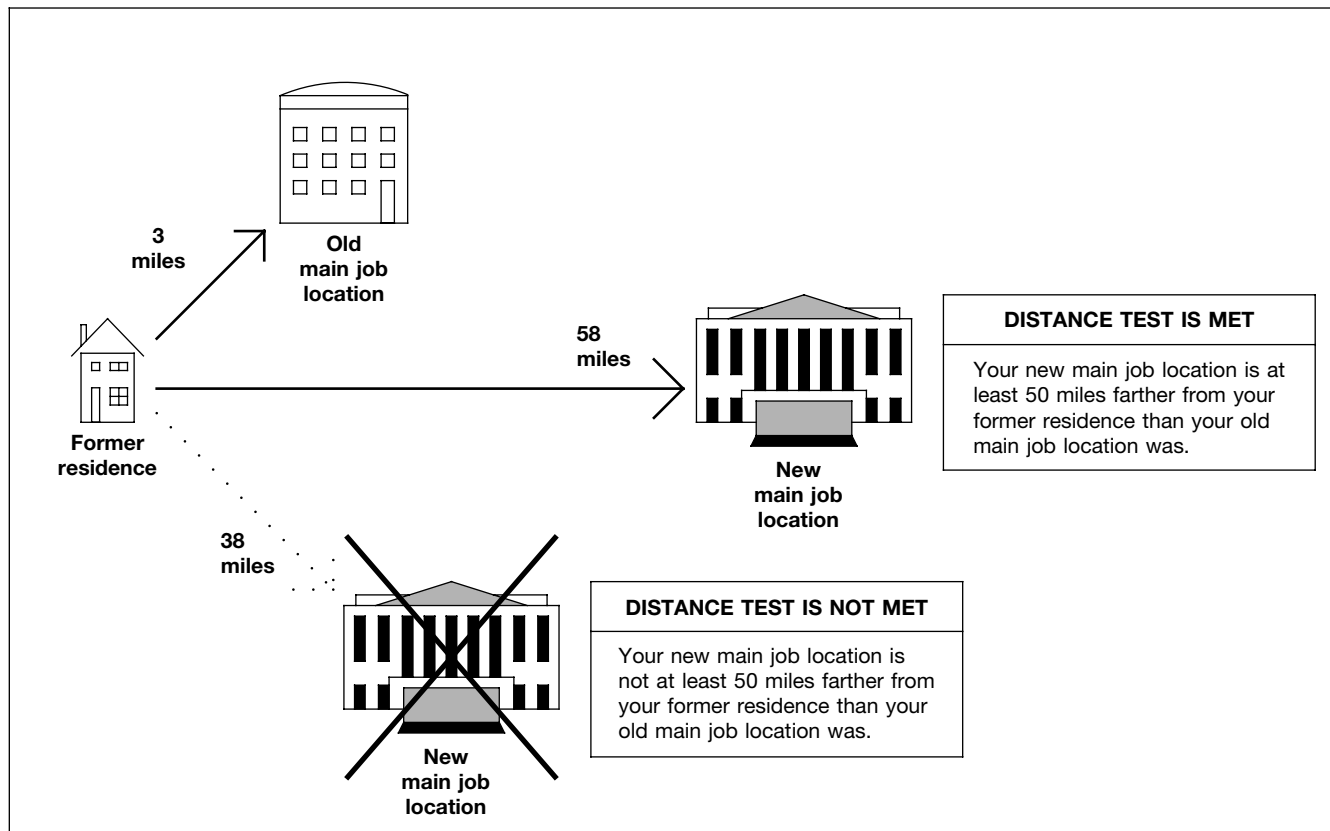 3
miles
Old
main job
location
58
miles
Former
residence
New
main job
location
DISTANCE TEST IS MET
Your new main job location is at
least 50 miles farther from your
former residence than your old
main job location was.
38
miles
New
main job
location
DISTANCE TEST IS NOT MET
Your new main job location is
not at least 50 miles farther from
your former residence than your
old main job location was.